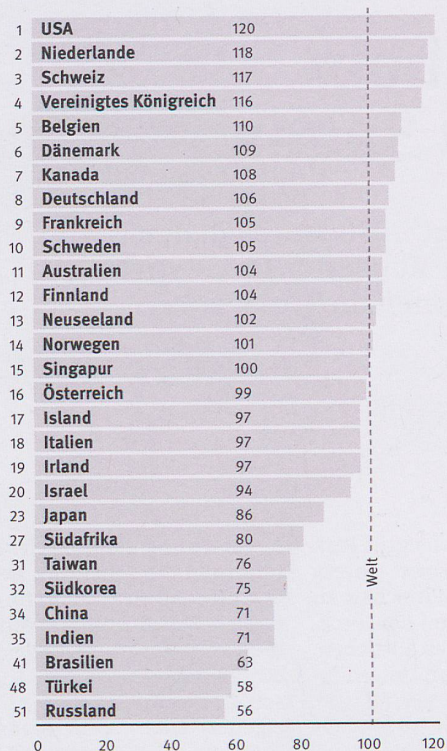 1 USA 120
2 Niederlande 118
3 Schweiz 117
4 Vereinigtes Königreich 116
5 Belgien 110
6 Dänemark 109
7 Kanada 108
8 Deutschland 106
9 Frankreich 105
10 Schweden 105
11 Australien 104
12 Finnland 104
13 Neuseeland 102
14 Norwegen 101
15 Singapur 100
16 Österreich 99
17 Island 97
18 Italien 97
19 Irland 97
20 Israel 94
23 Japan 86
27 Südafrika 80
31 Taiwan 76
32 Südkorea 75
34 China 71
35 Indien 71
41 Brasilien 63
48 Türkei 58
51 Russland 56
Welt
0 20 40 60 80 100 120